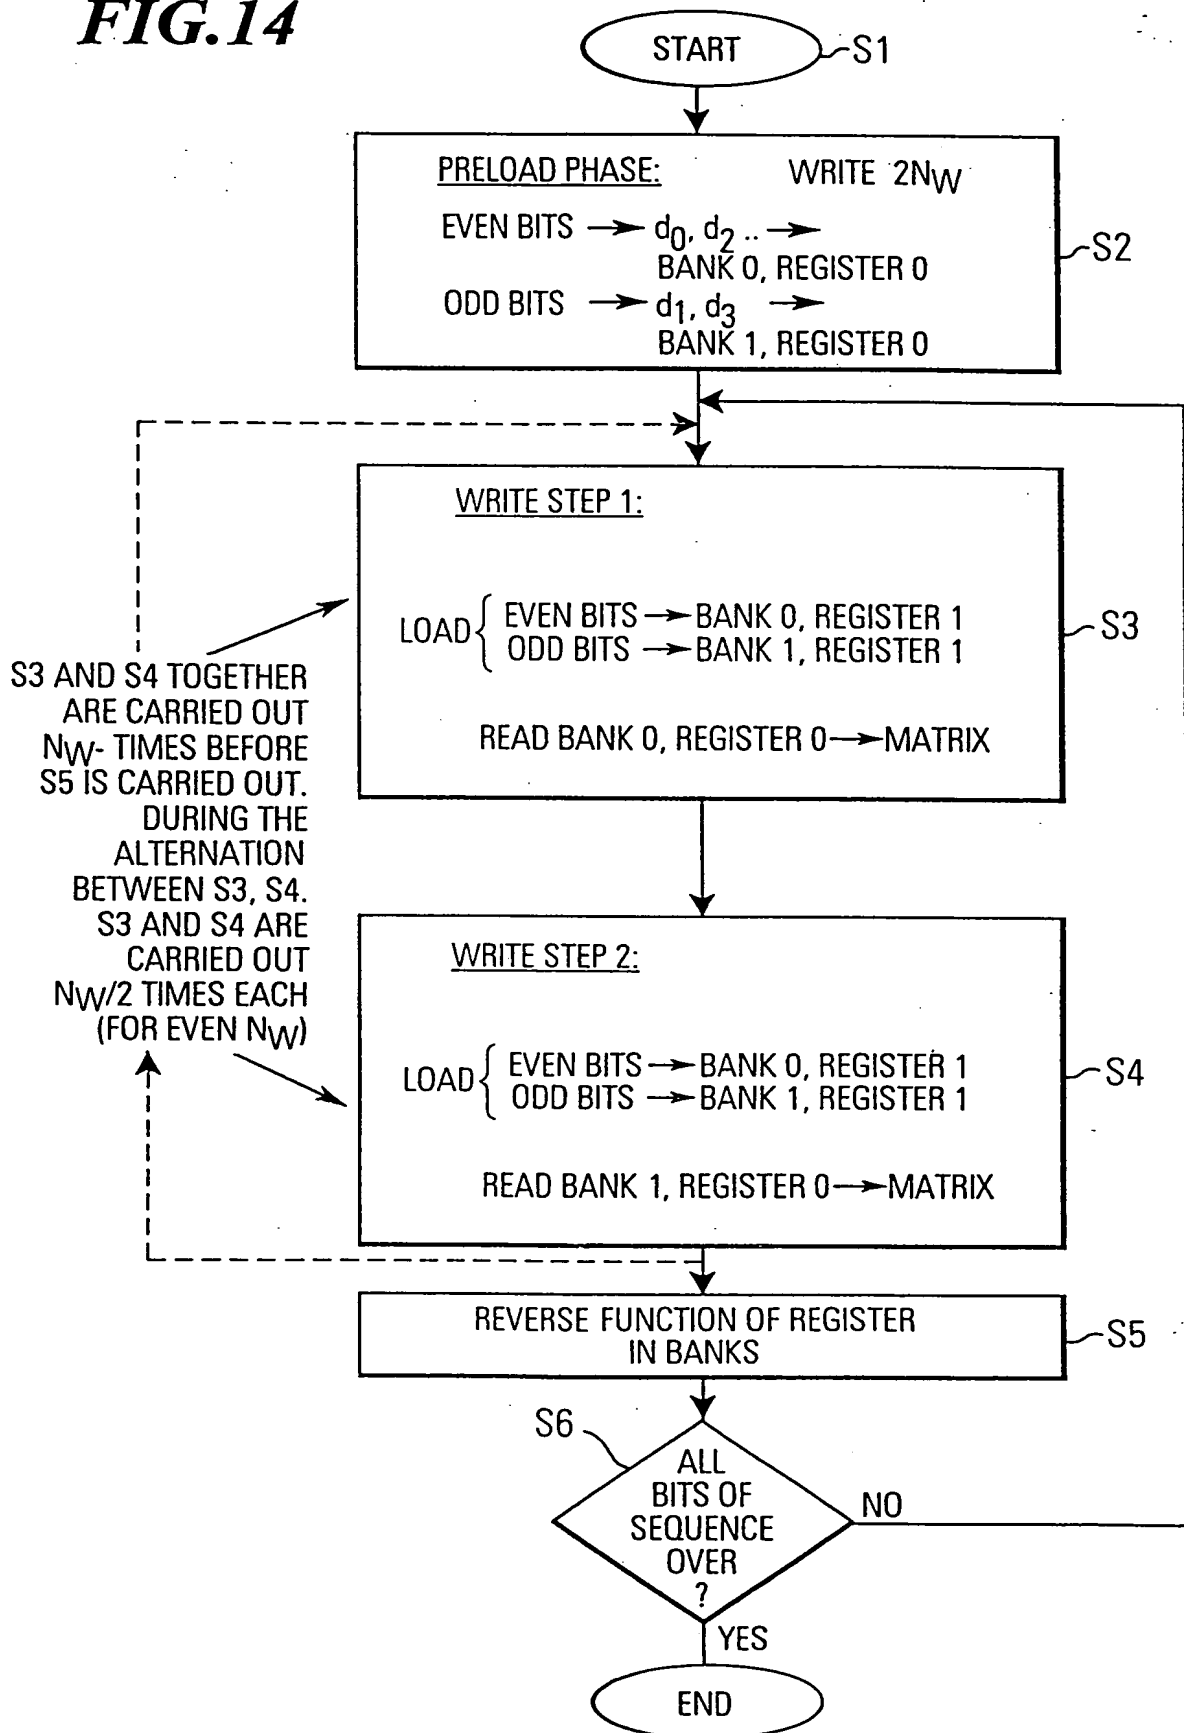 FIG.14
START
S1
PRELOAD PHASE: WRITE 2NW
EVEN BITS → d0, d2 .. →
BANK 0, REGISTER 0
ODD BITS → d1, d3 →
BANK 1, REGISTER 0
S2
WRITE STEP 1:
LOAD { EVEN BITS → BANK 0, REGISTER 1
ODD BITS → BANK 1, REGISTER 1
READ BANK 0, REGISTER 0 → MATRIX
S3
S3 AND S4 TOGETHER
ARE CARRIED OUT
NW- TIMES BEFORE
S5 IS CARRIED OUT.
DURING THE
ALTERNATION
BETWEEN S3, S4.
S3 AND S4 ARE
CARRIED OUT
NW/2 TIMES EACH
(FOR EVEN NW)
WRITE STEP 2:
LOAD { EVEN BITS → BANK 0, REGISTER 1
ODD BITS → BANK 1, REGISTER 1
READ BANK 1, REGISTER 0 → MATRIX
S4
REVERSE FUNCTION OF REGISTER
IN BANKS
S5
S6
ALL
BITS OF
SEQUENCE
OVER
?
NO
YES
END